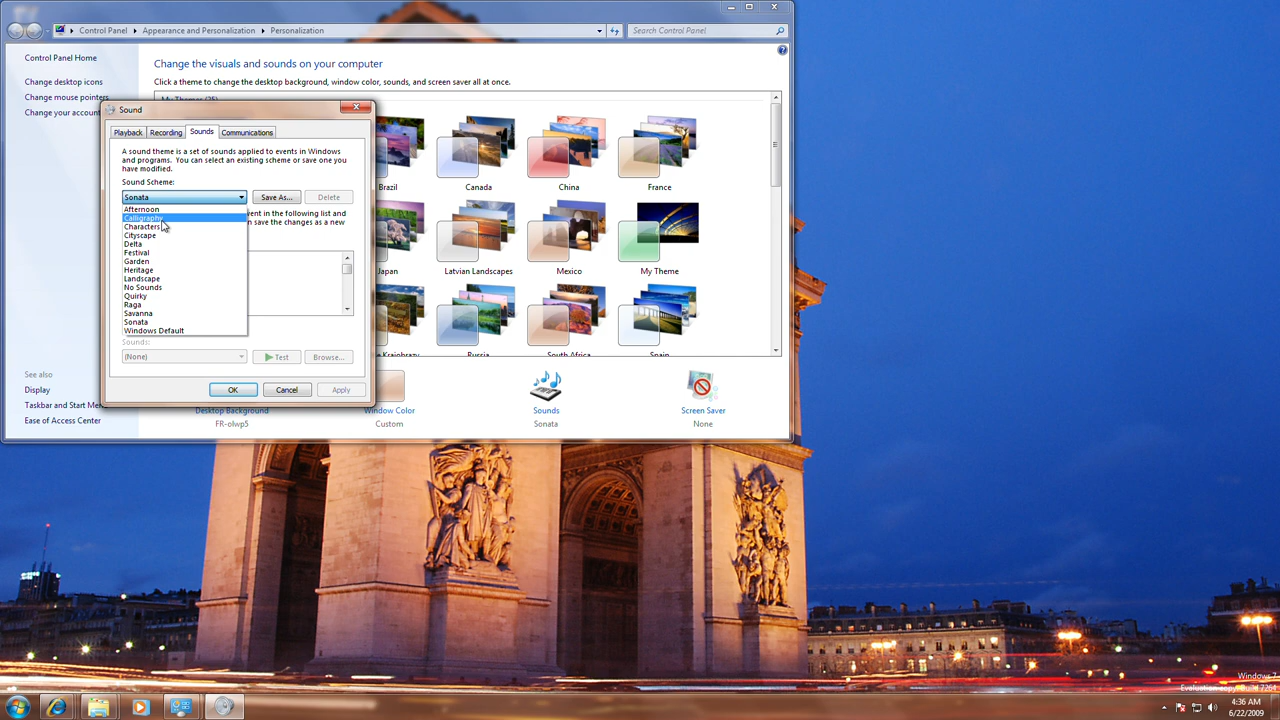 Control Panel
Appearance and Personalization
Personalization
Search Control Panel
Control Panel Home
Change desktop icons
Change mouse pointers
Change your account
Change the visuals and sounds on your computer
Click a theme to change the desktop background, window color, sounds, and screen saver all at once.
My Themes (25)
Brazil
Canada
China
France
Japan
Latvian Landscapes
Mexico
My Theme
Krajobrazy
Russia
South Africa
Spain
Desktop Background
FR-olwp5
Window Color
Custom
Sounds
Sonata
Screen Saver
None
See also
Display
Taskbar and Start Menu
Ease of Access Center
Sound
Playback
Recording
Sounds
Communications
A sound theme is a set of sounds applied to events in Windows
and programs. You can select an existing scheme or save one you
have modified.
Sound Scheme:
Sonata
Save As...
Delete
Afternoon
Calligraphy
Characters
Cityscape
Delta
Festival
Garden
Heritage
Landscape
No Sounds
Quirky
Raga
Savanna
Sonata
Windows Default
vent in the following list and
n save the changes as a new
Sounds:
(None)
Test
Browse...
OK
Cancel
Apply
Windows 7
Evaluation copy. Build 7264
4:36 AM
6/22/2009